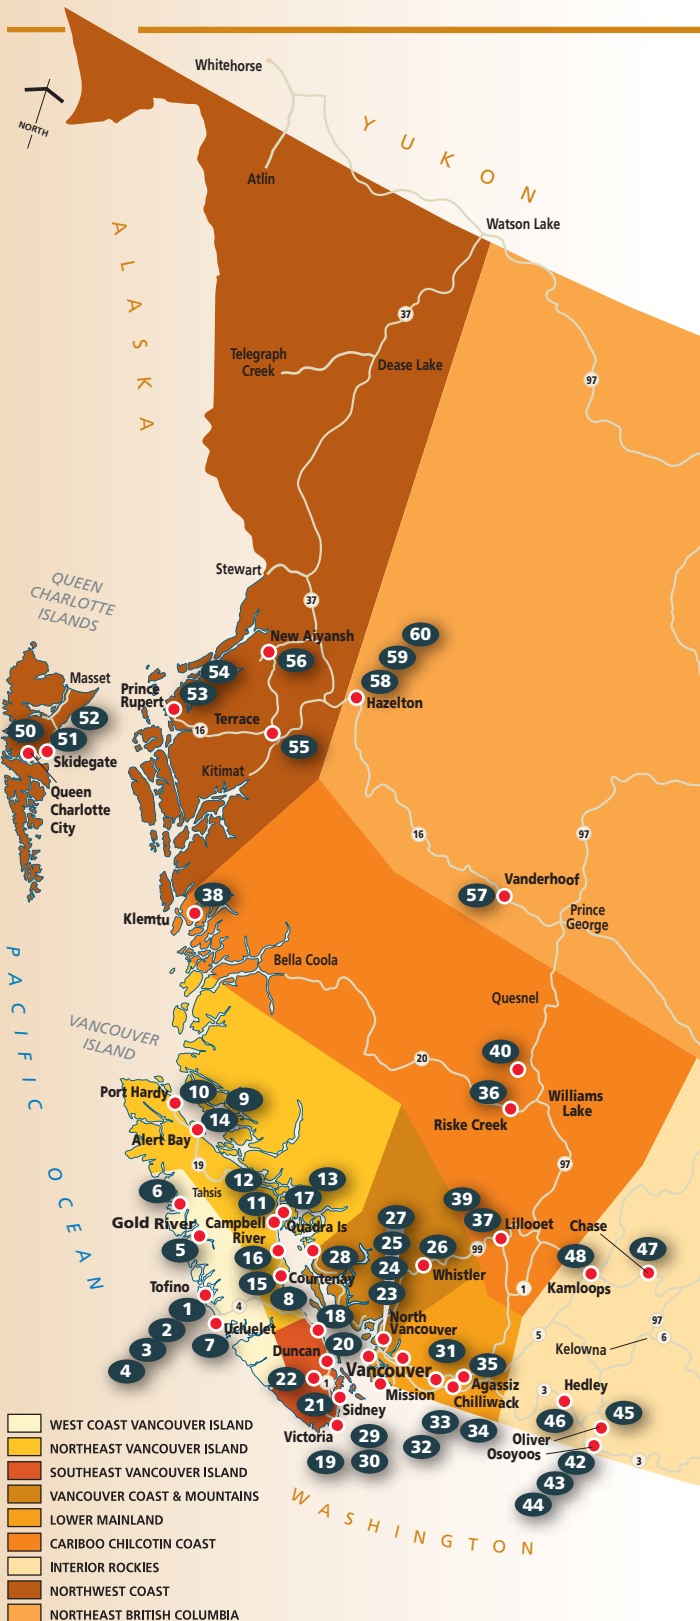 Whitehorse
NORTH
YUKON
Atlin
ALASKA
Watson Lake
37
Telegraph
Creek
Dease Lake
97
Stewart
QUEEN
CHARLOTTE
ISLANDS
37
60
New Aiyansh
59
56
54
58
Masset
Prince
Rupert
53
Hazelton
52
50
51
16
Terrace
55
Skidegate
Kitimat
Queen
Charlotte
City
16
97
Vanderhoof
57
38
Prince
George
Klemtu
PACIFIC
OCEAN
Bella Coola
Quesnel
VANCOUVER
ISLAND
40
20
Port Hardy
10
9
36
Williams
Lake
14
Riske Creek
Alert Bay
19
97
12
13
6
Tahsis
11
17
39
27
37
Lillooet
Gold River
Campbell
River
Quadra Is
Chase
5
25
26
99
47
16
28
48
24
Whistler
Tofino
15
Courtenay
Kamloops
1
23
8
1
4
18
North
Vancouver
97
2
Ucluelet
5
6
7
20
Kelowna
3
Duncan
31
4
Vancouver
35
22
1
Agassiz
3
Hedley
Mission
Chilliwack
21
Sidney
45
33
46
Victoria
29
34
Oliver
32
Osoyoos
19
30
42
3
43
44
WASHINGTON
WEST COAST VANCOUVER ISLAND
NORTHEAST VANCOUVER ISLAND
SOUTHEAST VANCOUVER ISLAND
VANCOUVER COAST & MOUNTAINS
LOWER MAINLAND
CARIBOO CHILCOTIN COAST
INTERIOR ROCKIES
NORTHWEST COAST
NORTHEAST BRITISH COLUMBIA